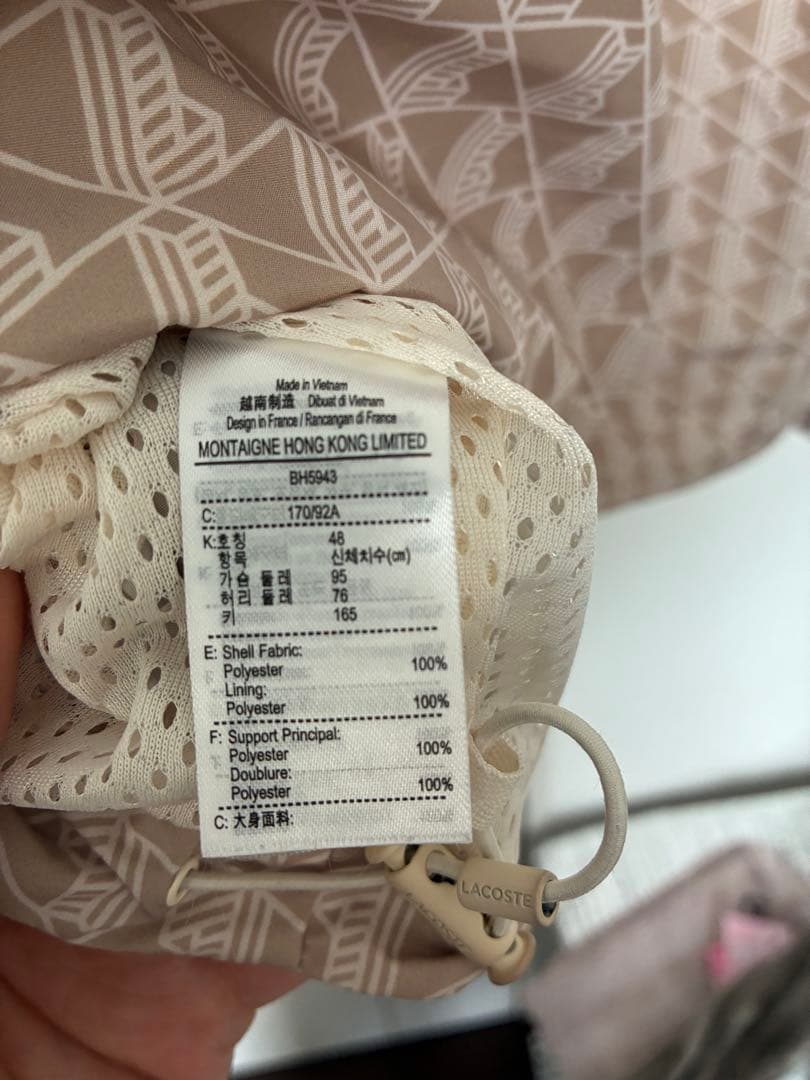 Made in Vietnam
越南制造 Dibuat di Vietnam
Design in France / Rancangan di France
MONTAIGNE HONG KONG LIMITED
BH5943
C: 170/92A
K:호칭 48
항목 신체치수(cm)
가슴 둘레 95
허리 둘레 76
키 165
E: Shell Fabric:
Polyester 100%
Lining:
Polyester 100%
F: Support Principal:
Polyester 100%
Doublure:
Polyester 100%
C: 大身面料:
LACOSTE
LACOSTE